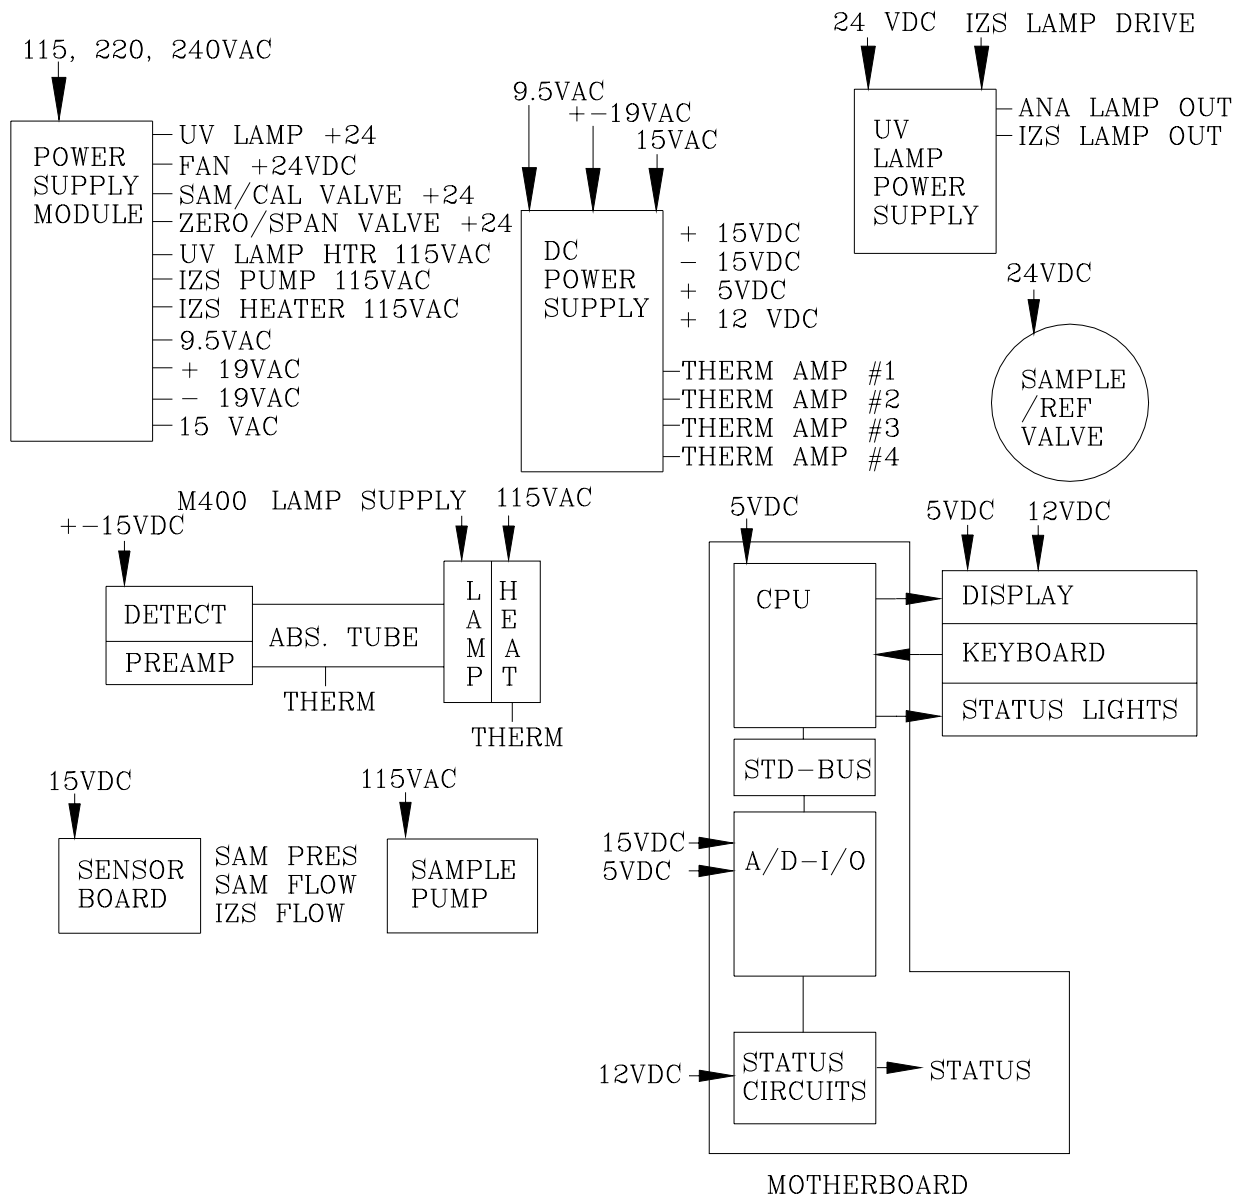 115, 220, 240VAC
POWER
SUPPLY
MODULE
UV LAMP +24
FAN +24VDC
SAM/CAL VALVE +24
ZERO/SPAN VALVE +24
UV LAMP HTR 115VAC
IZS PUMP 115VAC
IZS HEATER 115VAC
9.5VAC
+ 19VAC
- 19VAC
15 VAC
9.5VAC
+-19VAC
15VAC
DC
POWER
SUPPLY
+ 15VDC
- 15VDC
+ 5VDC
+ 12 VDC
THERM AMP #1
THERM AMP #2
THERM AMP #3
THERM AMP #4
24 VDC
IZS LAMP DRIVE
UV
LAMP
POWER
SUPPLY
ANA LAMP OUT
IZS LAMP OUT
24VDC
SAMPLE
/REF
VALVE
M400 LAMP SUPPLY
115VAC
+-15VDC
DETECT
PREAMP
ABS. TUBE
LAMP
HEAT
THERM
THERM
5VDC
CPU
5VDC
12VDC
DISPLAY
KEYBOARD
STATUS LIGHTS
STD-BUS
15VDC
5VDC
A/D-I/O
15VDC
SENSOR
BOARD
SAM PRES
SAM FLOW
IZS FLOW
115VAC
SAMPLE
PUMP
12VDC
STATUS
CIRCUITS
STATUS
MOTHERBOARD